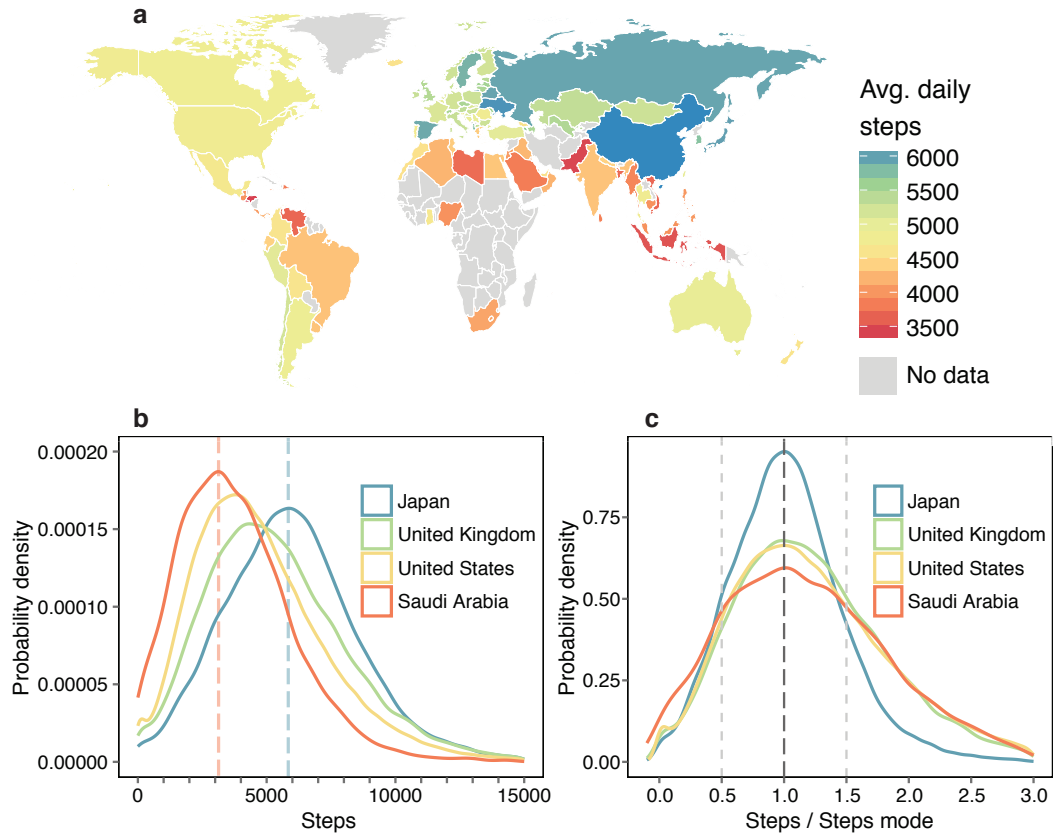 a
Avg. daily
steps
6000
5500
5000
4500
4000
3500
No data
b
0.00020
0.00015
0.00010
0.00005
0.00000
Probability density
Japan
United Kingdom
United States
Saudi Arabia
0
5000
10000
15000
Steps
c
0.75
0.50
0.25
0.00
Probability density
Japan
United Kingdom
United States
Saudi Arabia
0.0
0.5
1.0
1.5
2.0
2.5
3.0
Steps / Steps mode